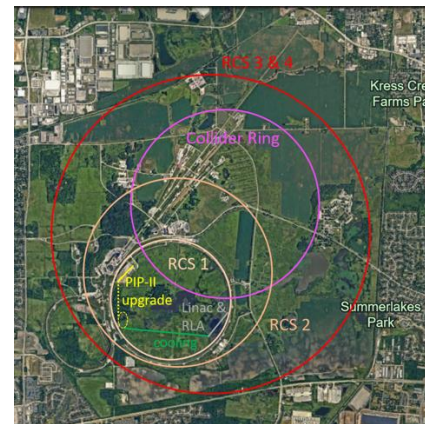 RCS 3 & 4
Kress Cre
Farms Pa
Collider Ring
RCS 1
PIP-II
upgrade
Linac &
RLA
cooling
RCS 2
Summerlakes
Park